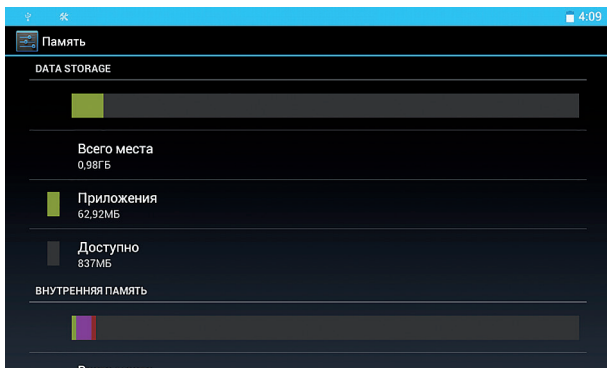 4:09
Память
DATA STORAGE
Всего места
0,98ГБ
Приложения
62,92МБ
Доступно
837МБ
ВНУТРЕННЯЯ ПАМЯТЬ